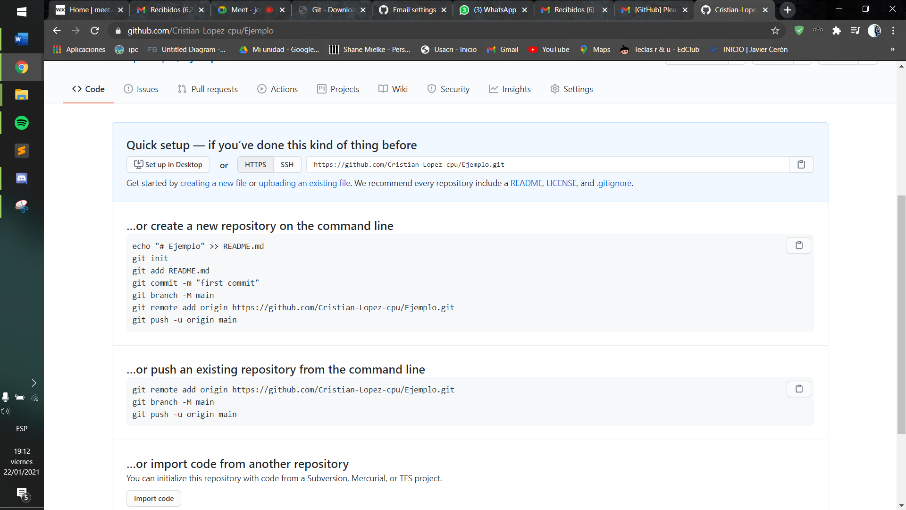 Home | meet.
Recibidos (6.2
Meet - jc
Git - Downlo
Email settings
(3) WhatsApp
Recibidos (6
[GitHub] Plea
Cristian-Lope
github.com/Cristian-Lopez-cpu/Ejemplo
Aplicaciones
ipc
Untitled Diagram -...
Mi unidad - Google...
Shane Mielke - Pers...
Usacn - Inicio
Gmail
YouTube
Maps
Teclas r & u - EdClub
INICIO | Javier Cerón
»
Code
Issues
Pull requests
Actions
Projects
Wiki
Security
Insights
Settings
Quick setup — if you've done this kind of thing before
Set up in Desktop
or
HTTPS
SSH
https://github.com/Cristian-Lopez-cpu/Ejemplo.git
Get started by creating a new file or uploading an existing file. We recommend every repository include a README, LICENSE, and .gitignore.
…or create a new repository on the command line
echo "# Ejemplo" >> README.md
git init
git add README.md
git commit -m "first commit"
git branch -M main
git remote add origin https://github.com/Cristian-Lopez-cpu/Ejemplo.git
git push -u origin main
…or push an existing repository from the command line
git remote add origin https://github.com/Cristian-Lopez-cpu/Ejemplo.git
git branch -M main
git push -u origin main
…or import code from another repository
You can initialize this repository with code from a Subversion, Mercurial, or TFS project.
Import code
ESP
19:12
viernes
22/01/2021
5